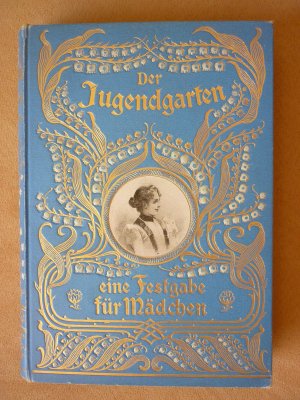 Der
Jugendgarten
eine Festgabe
für Mädchen